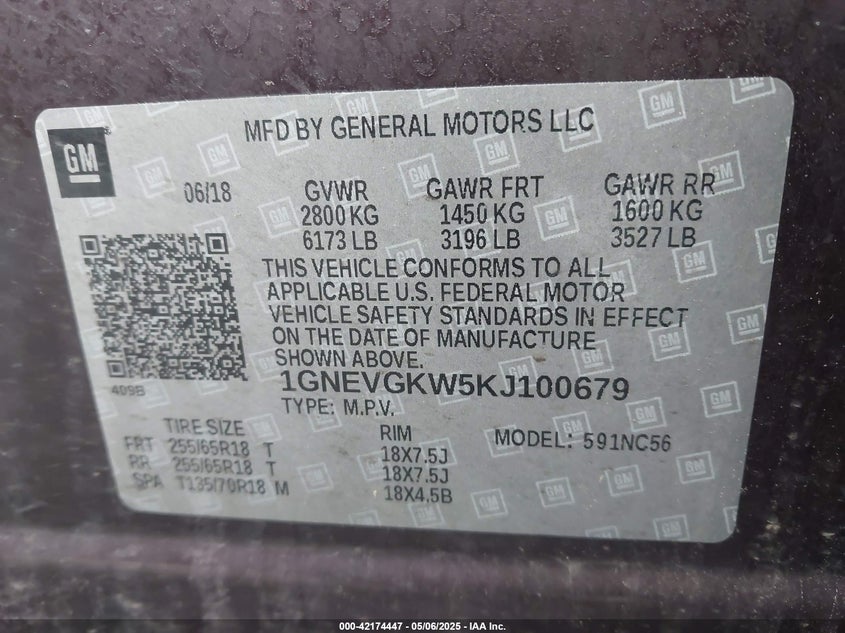 MFD BY GENERAL MOTORS LLC
GM
06/18
GVWR GAWR FRT GAWR RR
2800 KG 1450 KG 1600 KG
6173 LB 3196 LB 3527 LB
THIS VEHICLE CONFORMS TO ALL
APPLICABLE U.S. FEDERAL MOTOR
VEHICLE SAFETY STANDARDS IN EFFECT
ON THE DATE OF MANUFACTURE
SHOWN ABOVE.
409B
1GNEVGKW5KJ100679
TYPE: M.P.V.
TIRE SIZE RIM MODEL: 591NC56
FRT 255/65R18 T 18X7.5J
RR 255/65R18 T 18X7.5J
SPA T135/70R18 M 18X4.5B
000-42174447 - 05/06/2025 - IAA Inc.